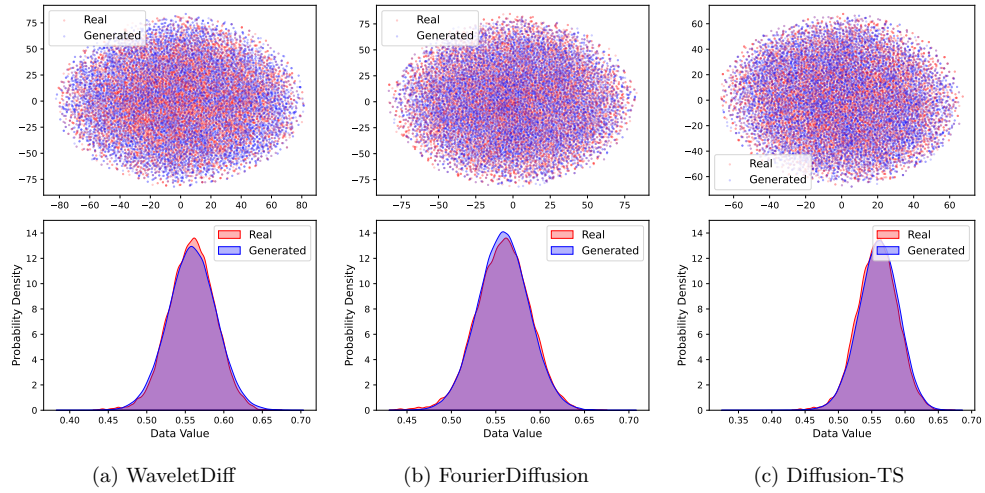 Real
Generated
75
50
25
0
−25
−50
−75
−80 −60 −40 −20 0 20 40 60 80
Real
Generated
75
50
25
0
−25
−50
−75
−75 −50 −25 0 25 50 75
Real
Generated
60
40
20
0
−20
−40
−60
−60 −40 −20 0 20 40 60
Real
Generated
Probability Density
14
12
10
8
6
4
2
0
0.40 0.45 0.50 0.55 0.60 0.65 0.70
Data Value
Real
Generated
Probability Density
14
12
10
8
6
4
2
0
0.45 0.50 0.55 0.60 0.65 0.70
Data Value
Real
Generated
Probability Density
14
12
10
8
6
4
2
0
0.35 0.40 0.45 0.50 0.55 0.60 0.65 0.70
Data Value
(a) WaveletDiff
(b) FourierDiffusion
(c) Diffusion-TS